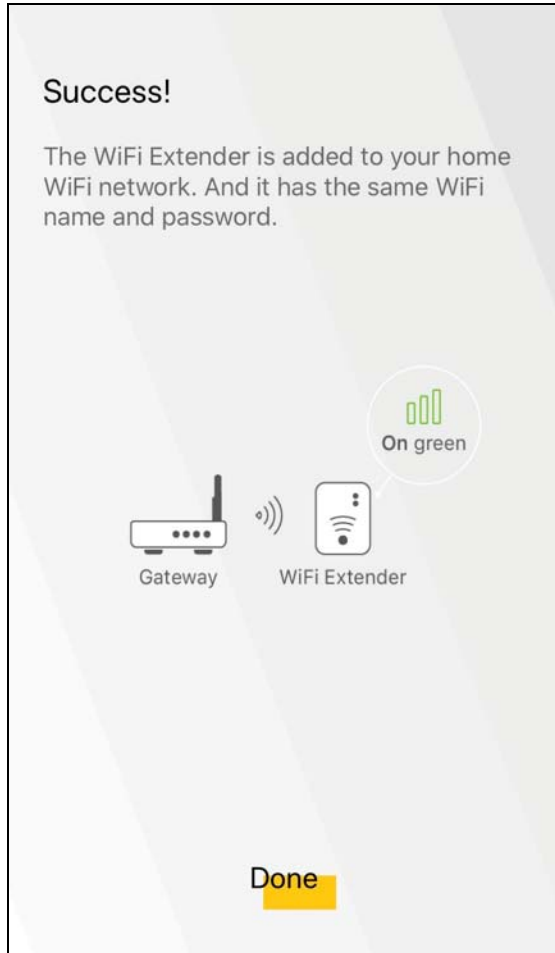 Success!
The WiFi Extender is added to your home
WiFi network. And it has the same WiFi
name and password.
On green
Gateway
WiFi Extender
Done